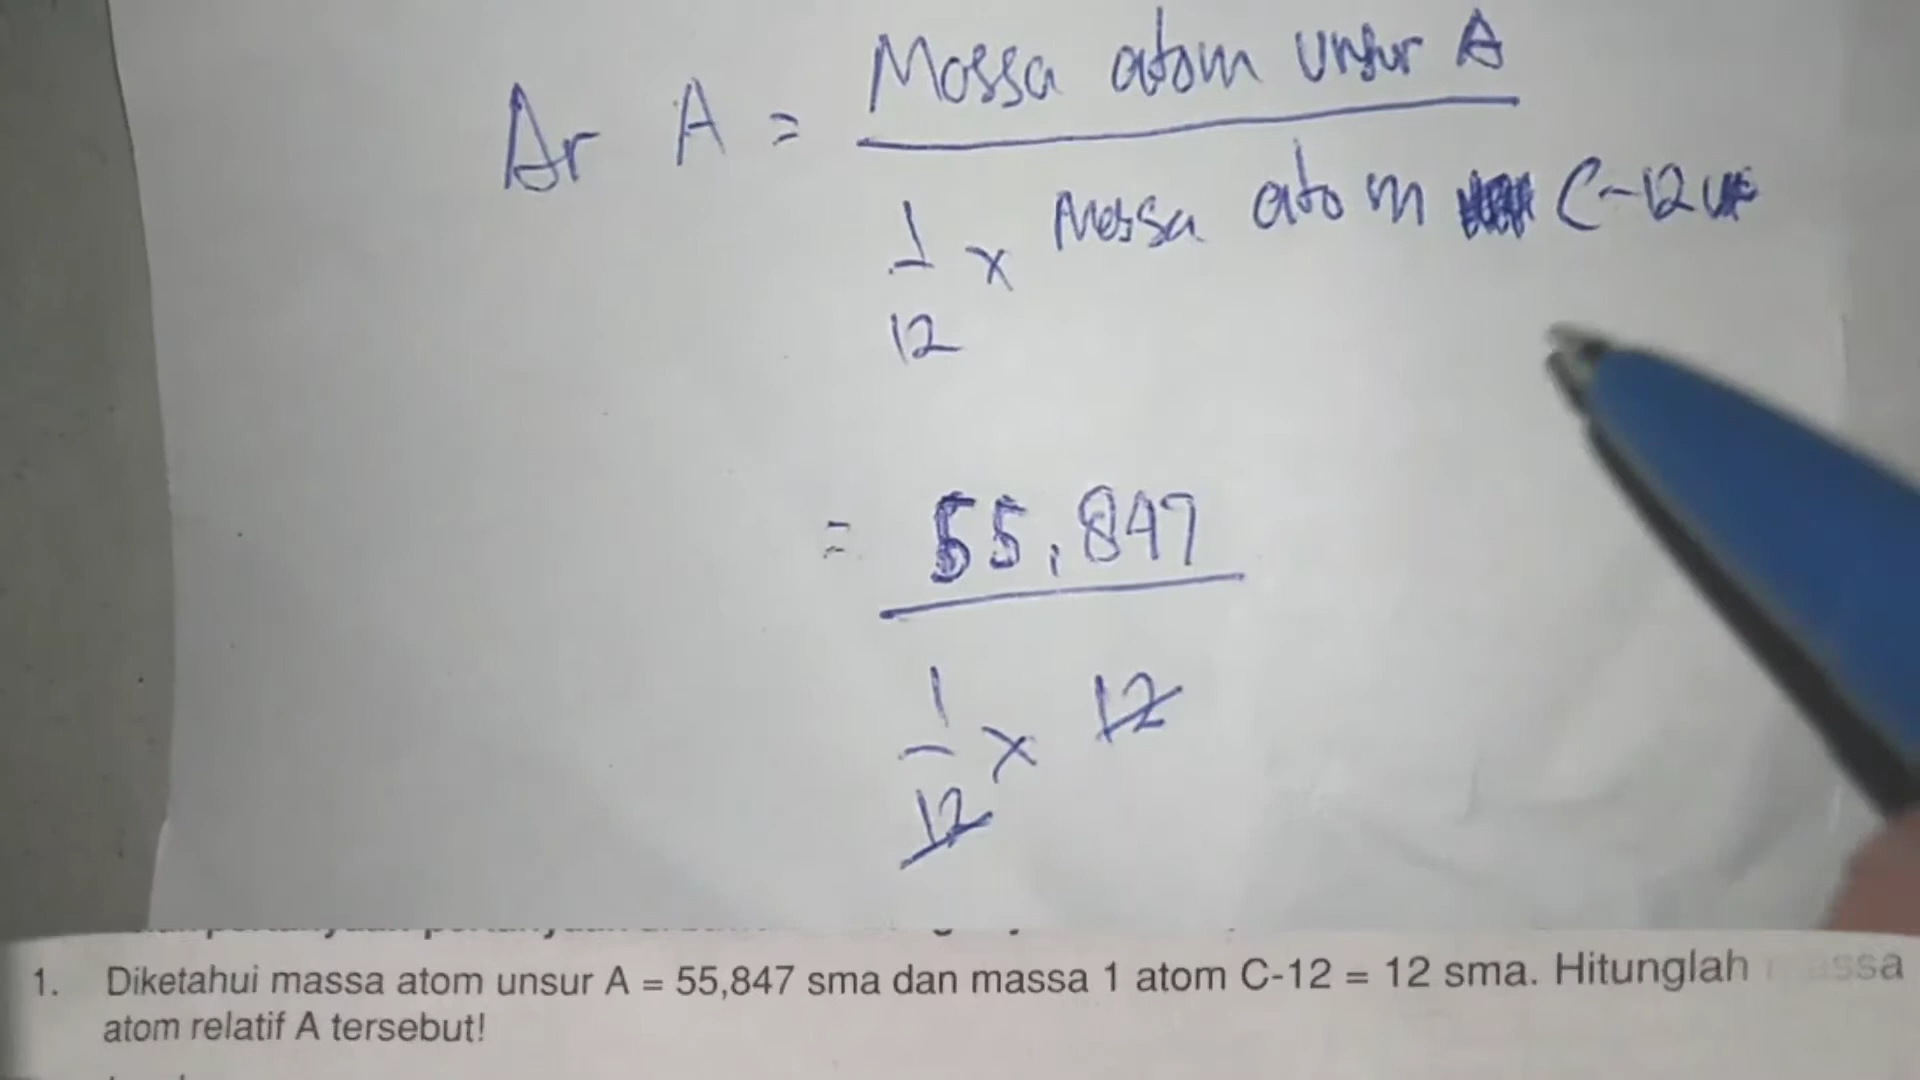 Ar A = Massa atom unsur A
1/12 x Massa atom C-12
= 55,847
1/12 x 12
1. Diketahui massa atom unsur A = 55,847 sma dan massa 1 atom C-12 = 12 sma. Hitunglah massa
atom relatif A tersebut!